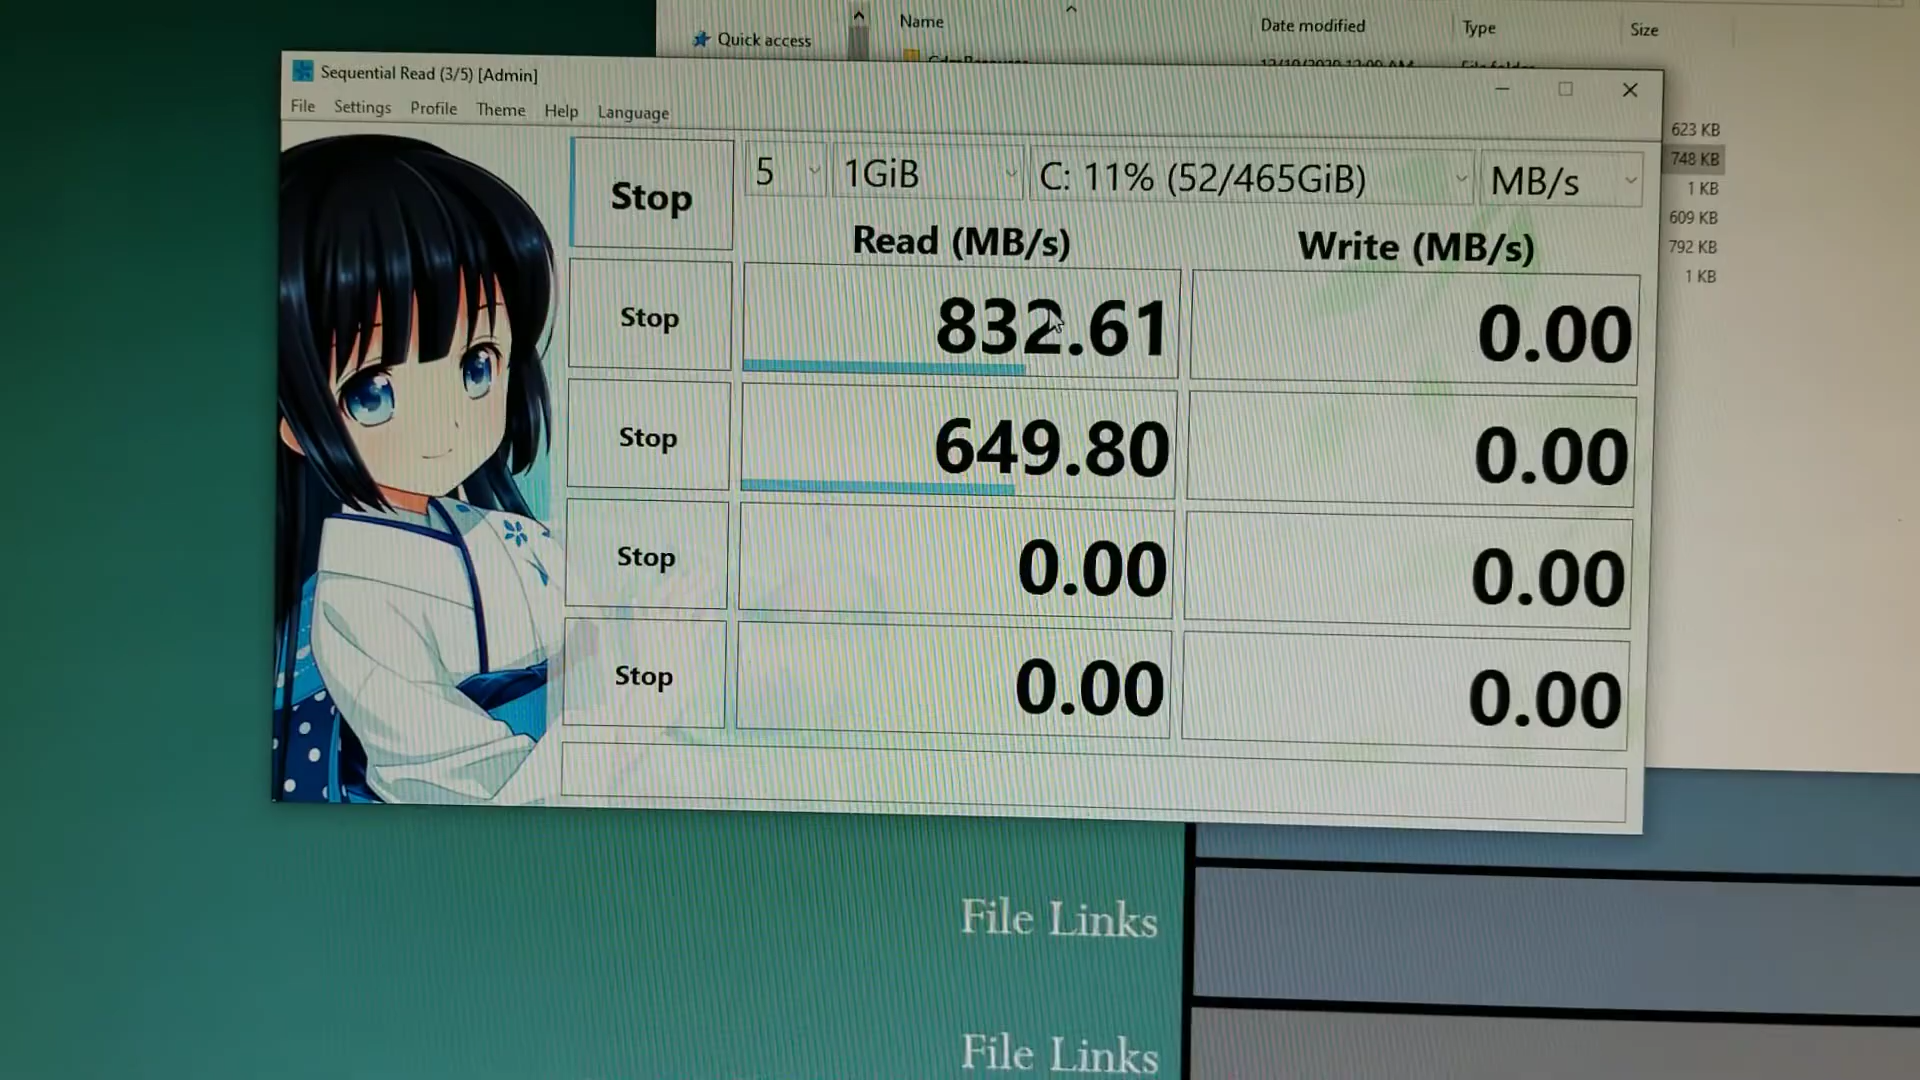 Name
Date modified
Type
Size
Quick access
Sequential Read (3/5) [Admin]
File Settings Profile Theme Help Language
623 KB
748 KB
1 KB
609 KB
792 KB
1 KB
Stop
5
1GiB
C: 11% (52/465GiB)
MB/s
Read (MB/s)
Write (MB/s)
Stop
832.61
0.00
Stop
649.80
0.00
Stop
0.00
0.00
Stop
0.00
0.00
File Links
File Links